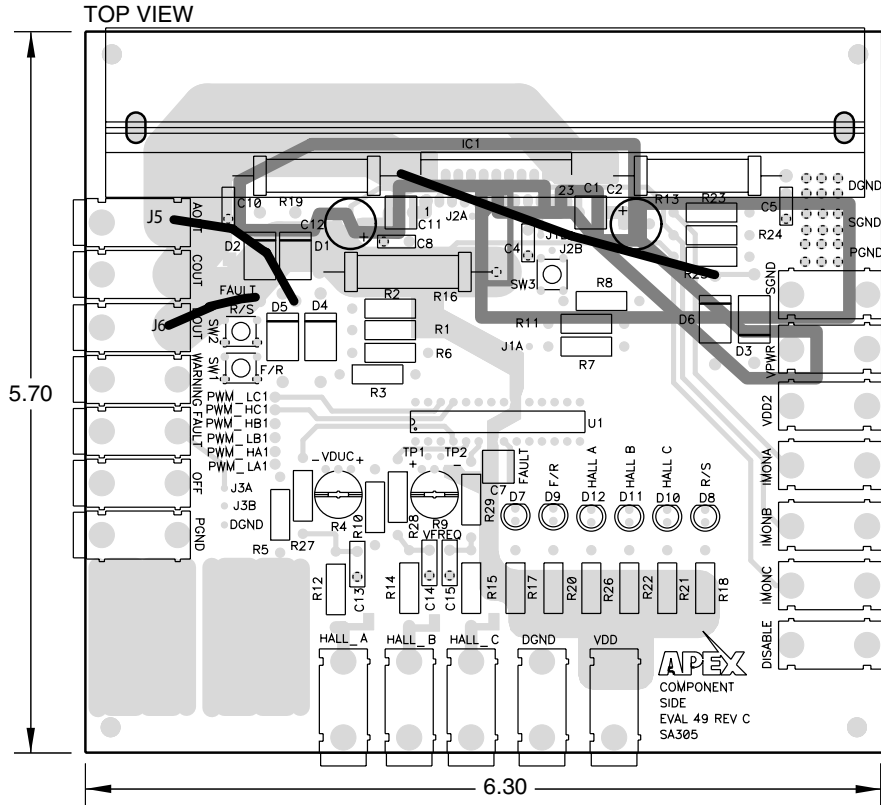 TOP VIEW
5.70
6.30
IC1
C10
R19
C12
1
C11
J2A
C8
23
C1
C2
R13
R23
C5
DGND
SGND
PGND
R24
J5
D2
D1
C4
J2B
SW3
SGND
COUT
FAULT
R/S
J6
SW2
SW1
F/R
D5
D4
R16
R2
R1
R6
R3
R8
R11
J1A
R7
D6
D3
VPWR
VDD2
IMONA
IMONB
IMONC
DISABLE
WARNING
FAULT
OFF
PGND
PWM_LC1
PWM_HC1
PWM_HB1
PWM_LB1
PWM_HA1
PWM_LA1
J3A
J3B
DGND
U1
-VDUC+
TP1
+
TP2
-
C7
FAULT
F/R
HALL A
HALL B
HALL C
R/S
D7
D9
D12
D11
D10
D8
R5
R27
R4
R10
R28
R9
VFREQ
R29
R12
C13
R14
C14
C15
R15
R17
R20
R26
R22
R21
R18
HALL_A
HALL_B
HALL_C
DGND
VDD
APEX
COMPONENT
SIDE
EVAL 49 REV C
SA305